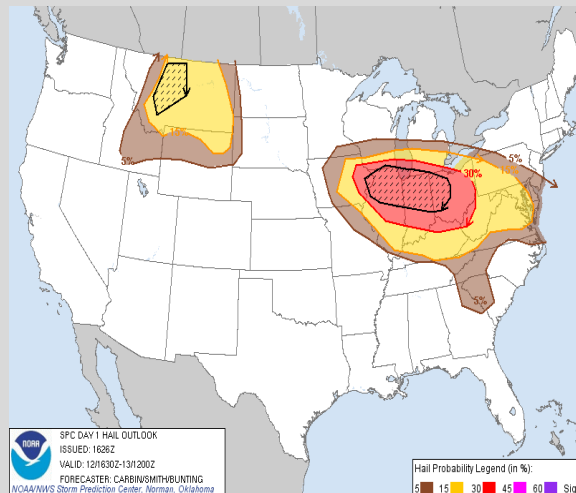 5%
15%
5%
15%
30%
5%
NOAA
SPC DAY 1 HAIL OUTLOOK
ISSUED: 1626Z
VALID: 12/1630Z-13/1200Z
FORECASTER: CARBIN/SMITH/BUNTING
NOAA/NWS Storm Prediction Center, Norman, Oklahoma
Hail Probability Legend (in %):
5 15 30 45 60 Sig